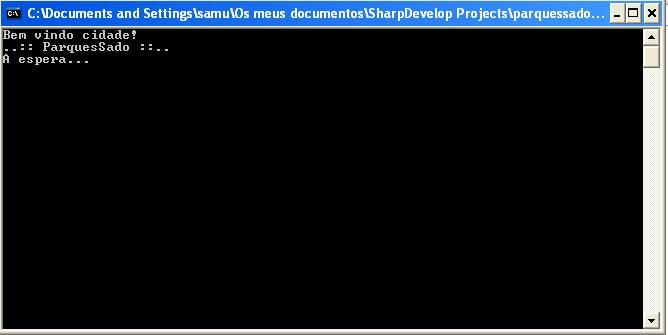 C:\Documents and Settings\samu\Os meus documentos\SharpDevelop Projects\parquessado...
Bem vindo cidade!
..:: ParquesSado ::..
A espera...